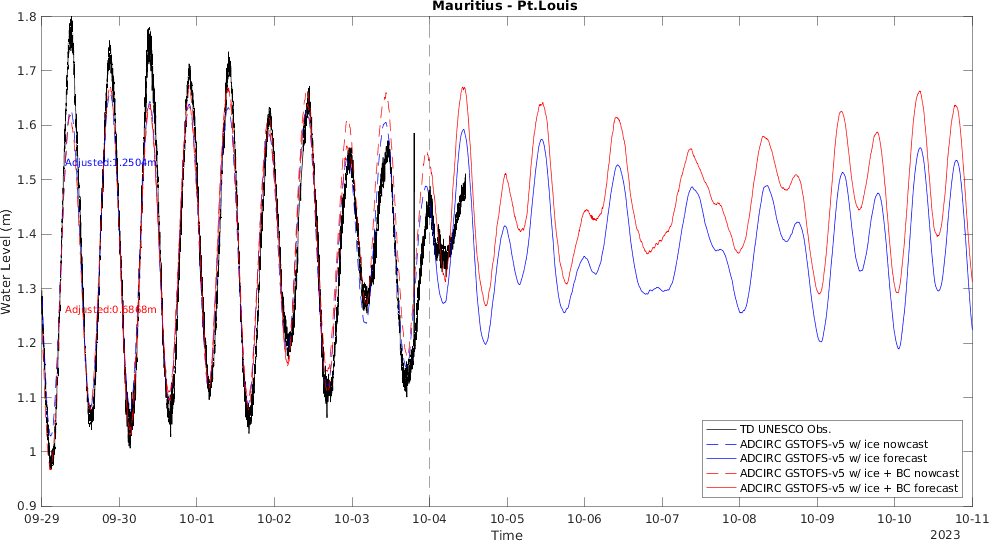 Mauritius - Pt.Louis
1.8
1.7
1.6
1.5
1.4
1.3
1.2
1.1
1
0.9
Water Level (m)
Adjusted:1.2504m
Adjusted:0.6868m
TD UNESCO Obs.
ADCIRC GSTOFS-v5 w/ ice nowcast
ADCIRC GSTOFS-v5 w/ ice forecast
ADCIRC GSTOFS-v5 w/ ice + BC nowcast
ADCIRC GSTOFS-v5 w/ ice + BC forecast
09-29 09-30 10-01 10-02 10-03 10-04 10-05 10-06 10-07 10-08 10-09 10-10 10-11
Time
2023